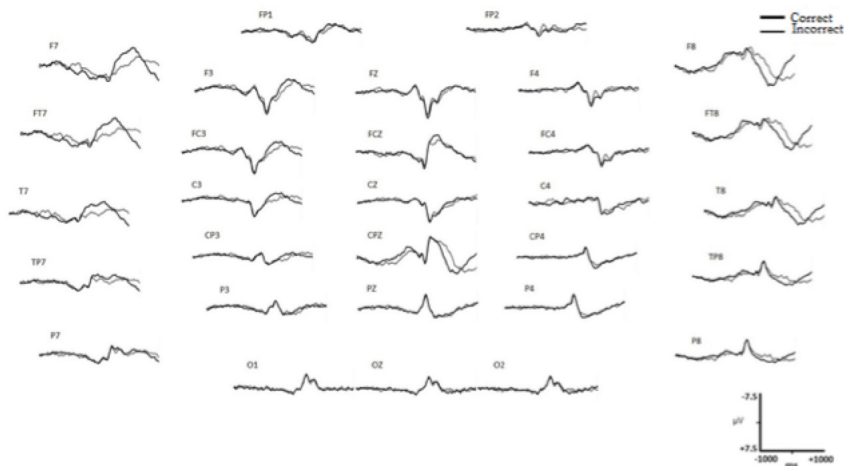 FP1 FP2 Correct
Incorrect
F7 F8
F3 FZ F4
FT7 FT8
FC3 FCZ FC4
T7 C3 CZ C4 T8
CP3 CPZ CP4
TP7 TP8
P3 PZ P4
P7 P8
O1 OZ O2
-7.5
μV
+7.5
-1000 +1000
ms